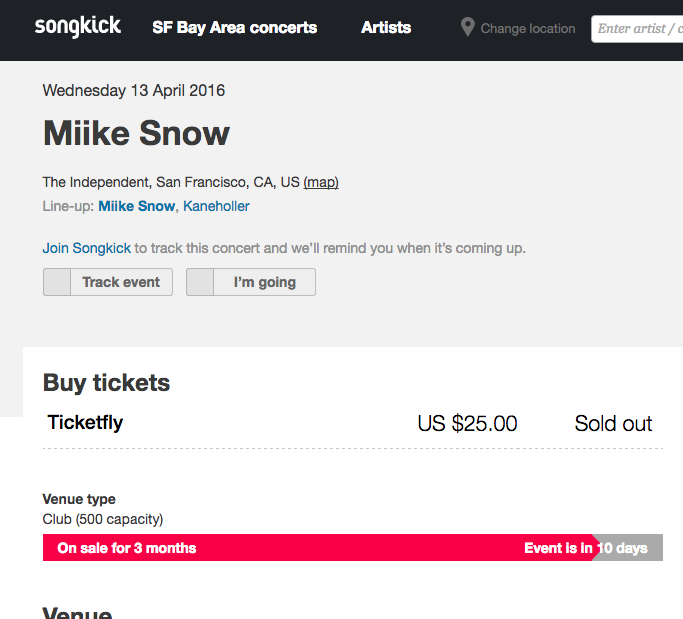 songkick SF Bay Area concerts Artists Change location Enter artist / c
Wednesday 13 April 2016
Miike Snow
The Independent, San Francisco, CA, US (map)
Line-up: Miike Snow, Kaneholler
Join Songkick to track this concert and we’ll remind you when it’s coming up.
Track event I’m going
Buy tickets
Ticketfly US $25.00 Sold out
Venue type
Club (500 capacity)
On sale for 3 months Event is in 10 days
Venue